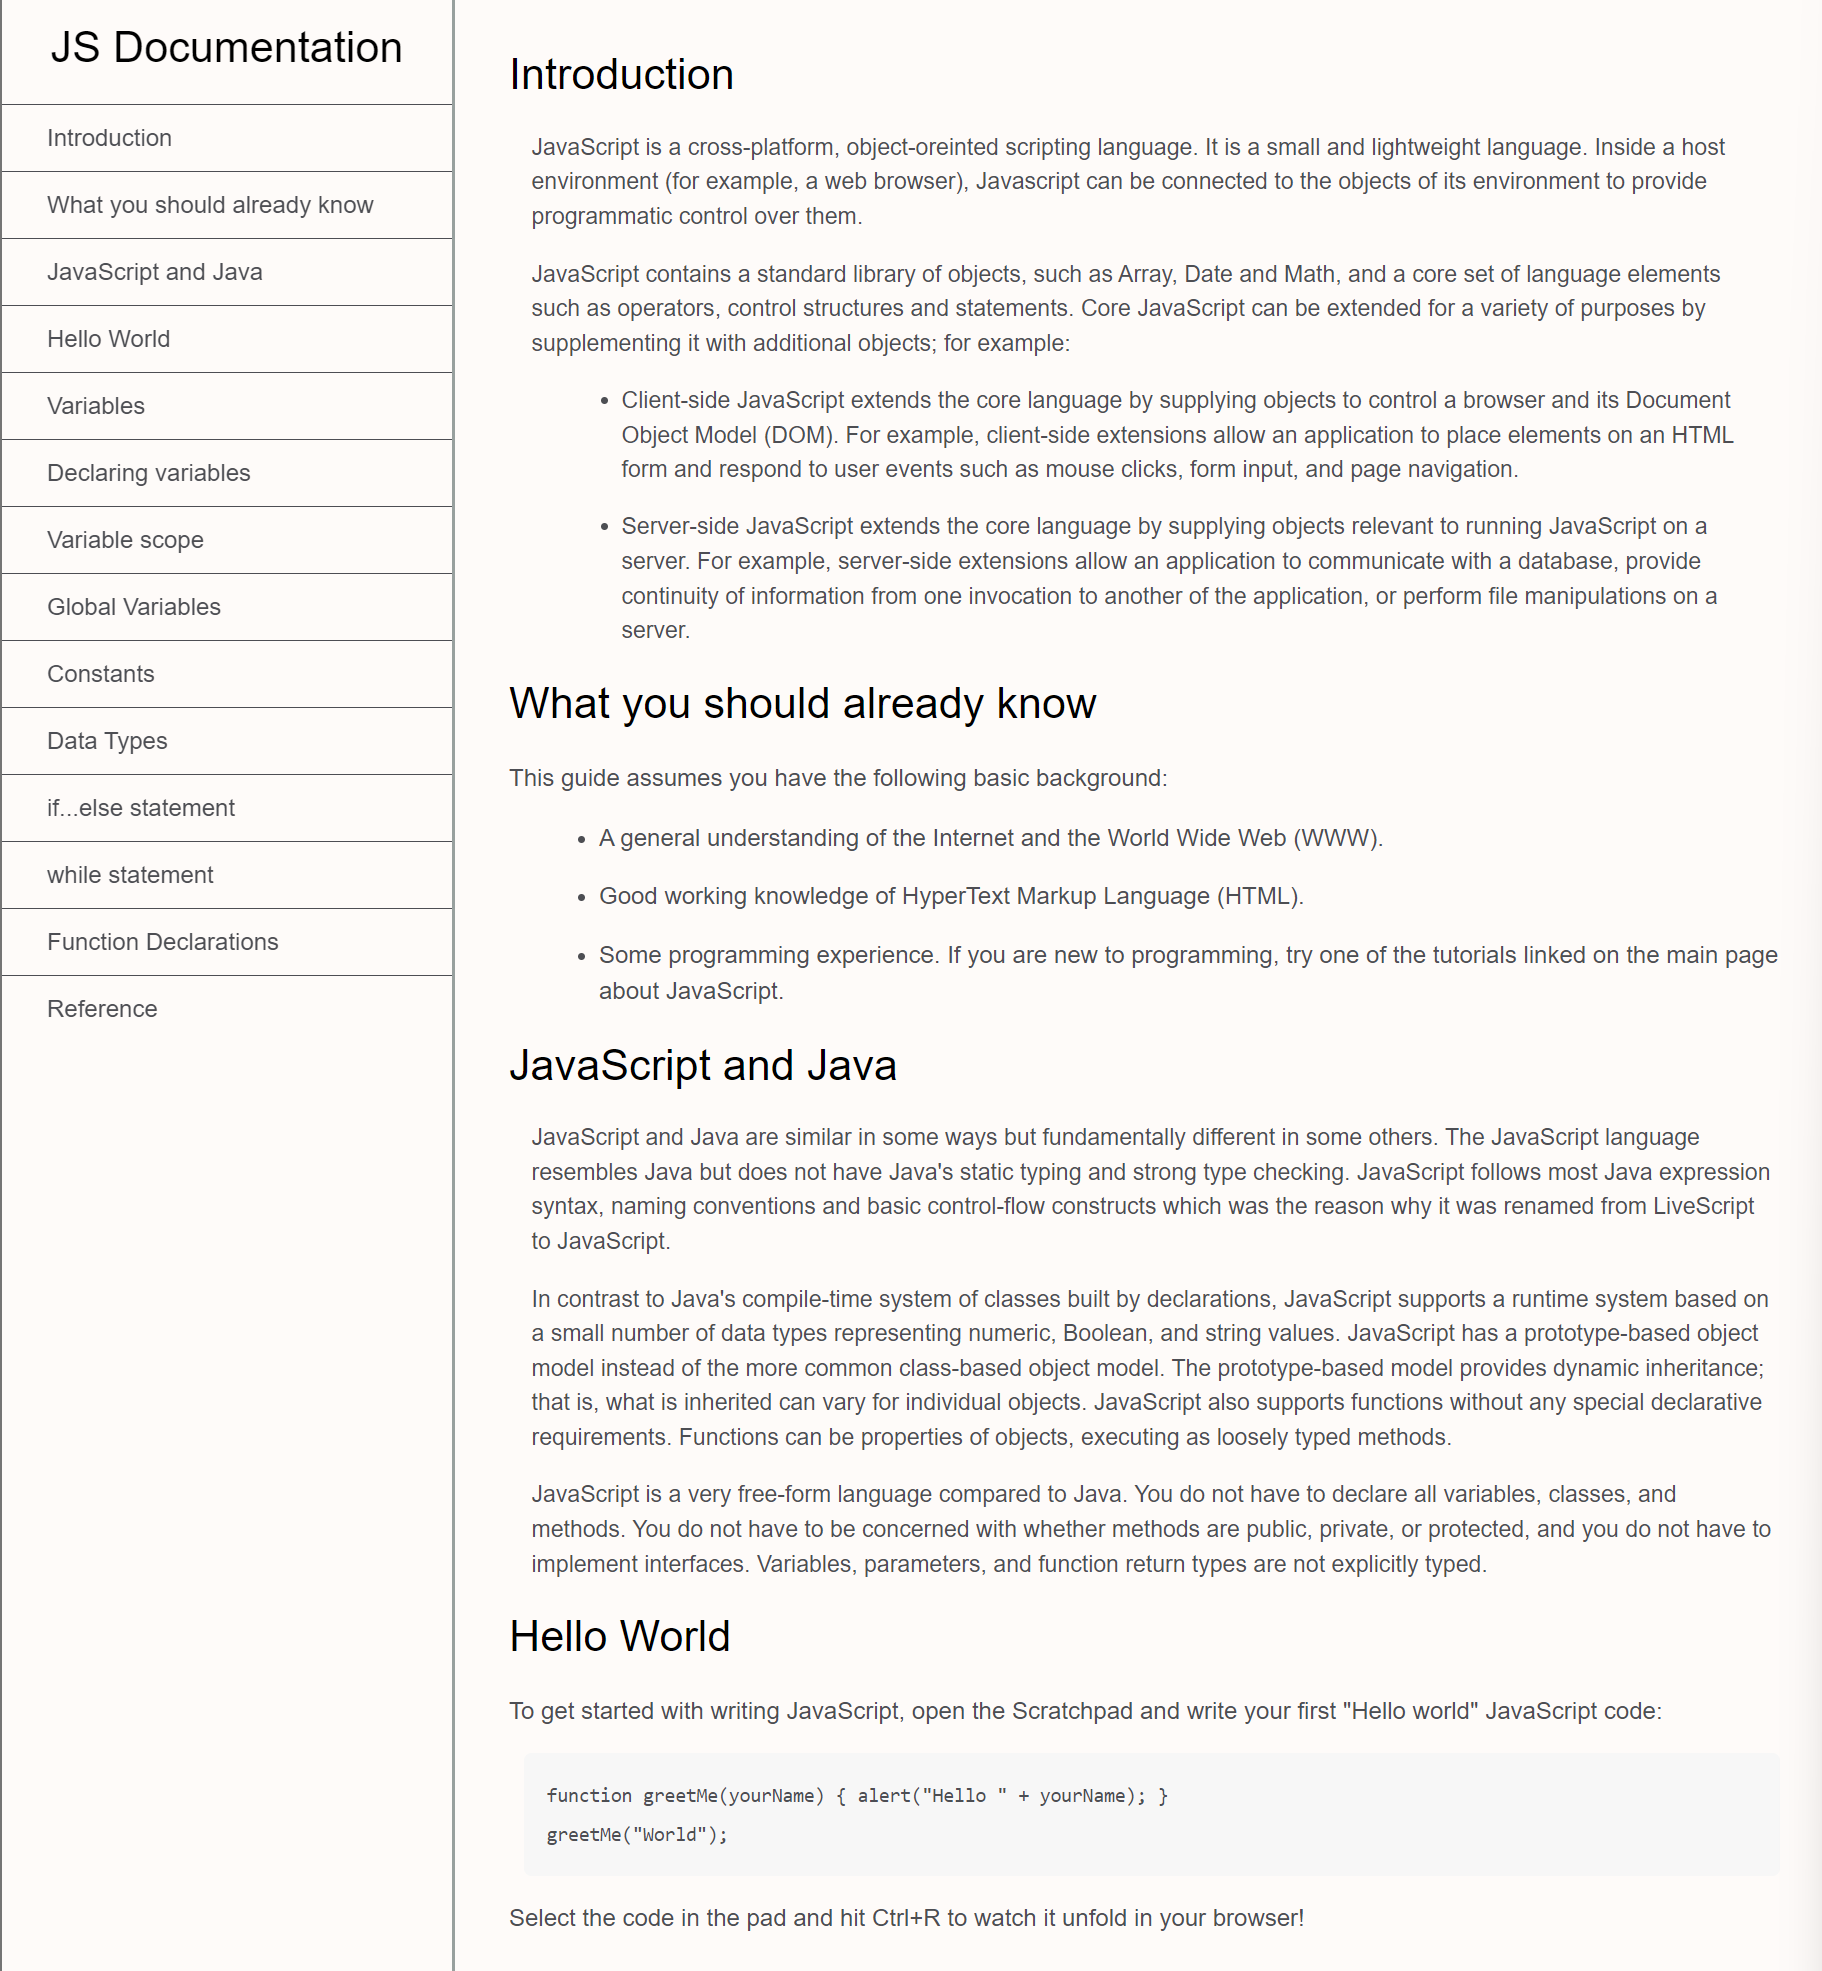 JS Documentation
Introduction
What you should already know
JavaScript and Java
Hello World
Variables
Declaring variables
Variable scope
Global Variables
Constants
Data Types
if...else statement
while statement
Function Declarations
Reference
Introduction
JavaScript is a cross-platform, object-oreinted scripting language. It is a small and lightweight language. Inside a host
environment (for example, a web browser), Javascript can be connected to the objects of its environment to provide
programmatic control over them.
JavaScript contains a standard library of objects, such as Array, Date and Math, and a core set of language elements
such as operators, control structures and statements. Core JavaScript can be extended for a variety of purposes by
supplementing it with additional objects; for example:
• Client-side JavaScript extends the core language by supplying objects to control a browser and its Document
Object Model (DOM). For example, client-side extensions allow an application to place elements on an HTML
form and respond to user events such as mouse clicks, form input, and page navigation.
• Server-side JavaScript extends the core language by supplying objects relevant to running JavaScript on a
server. For example, server-side extensions allow an application to communicate with a database, provide
continuity of information from one invocation to another of the application, or perform file manipulations on a
server.
What you should already know
This guide assumes you have the following basic background:
• A general understanding of the Internet and the World Wide Web (WWW).
• Good working knowledge of HyperText Markup Language (HTML).
• Some programming experience. If you are new to programming, try one of the tutorials linked on the main page
about JavaScript.
JavaScript and Java
JavaScript and Java are similar in some ways but fundamentally different in some others. The JavaScript language
resembles Java but does not have Java's static typing and strong type checking. JavaScript follows most Java expression
syntax, naming conventions and basic control-flow constructs which was the reason why it was renamed from LiveScript
to JavaScript.
In contrast to Java's compile-time system of classes built by declarations, JavaScript supports a runtime system based on
a small number of data types representing numeric, Boolean, and string values. JavaScript has a prototype-based object
model instead of the more common class-based object model. The prototype-based model provides dynamic inheritance;
that is, what is inherited can vary for individual objects. JavaScript also supports functions without any special declarative
requirements. Functions can be properties of objects, executing as loosely typed methods.
JavaScript is a very free-form language compared to Java. You do not have to declare all variables, classes, and
methods. You do not have to be concerned with whether methods are public, private, or protected, and you do not have to
implement interfaces. Variables, parameters, and function return types are not explicitly typed.
Hello World
To get started with writing JavaScript, open the Scratchpad and write your first "Hello world" JavaScript code:
function greetMe(yourName) { alert("Hello " + yourName); }
greetMe("World");
Select the code in the pad and hit Ctrl+R to watch it unfold in your browser!